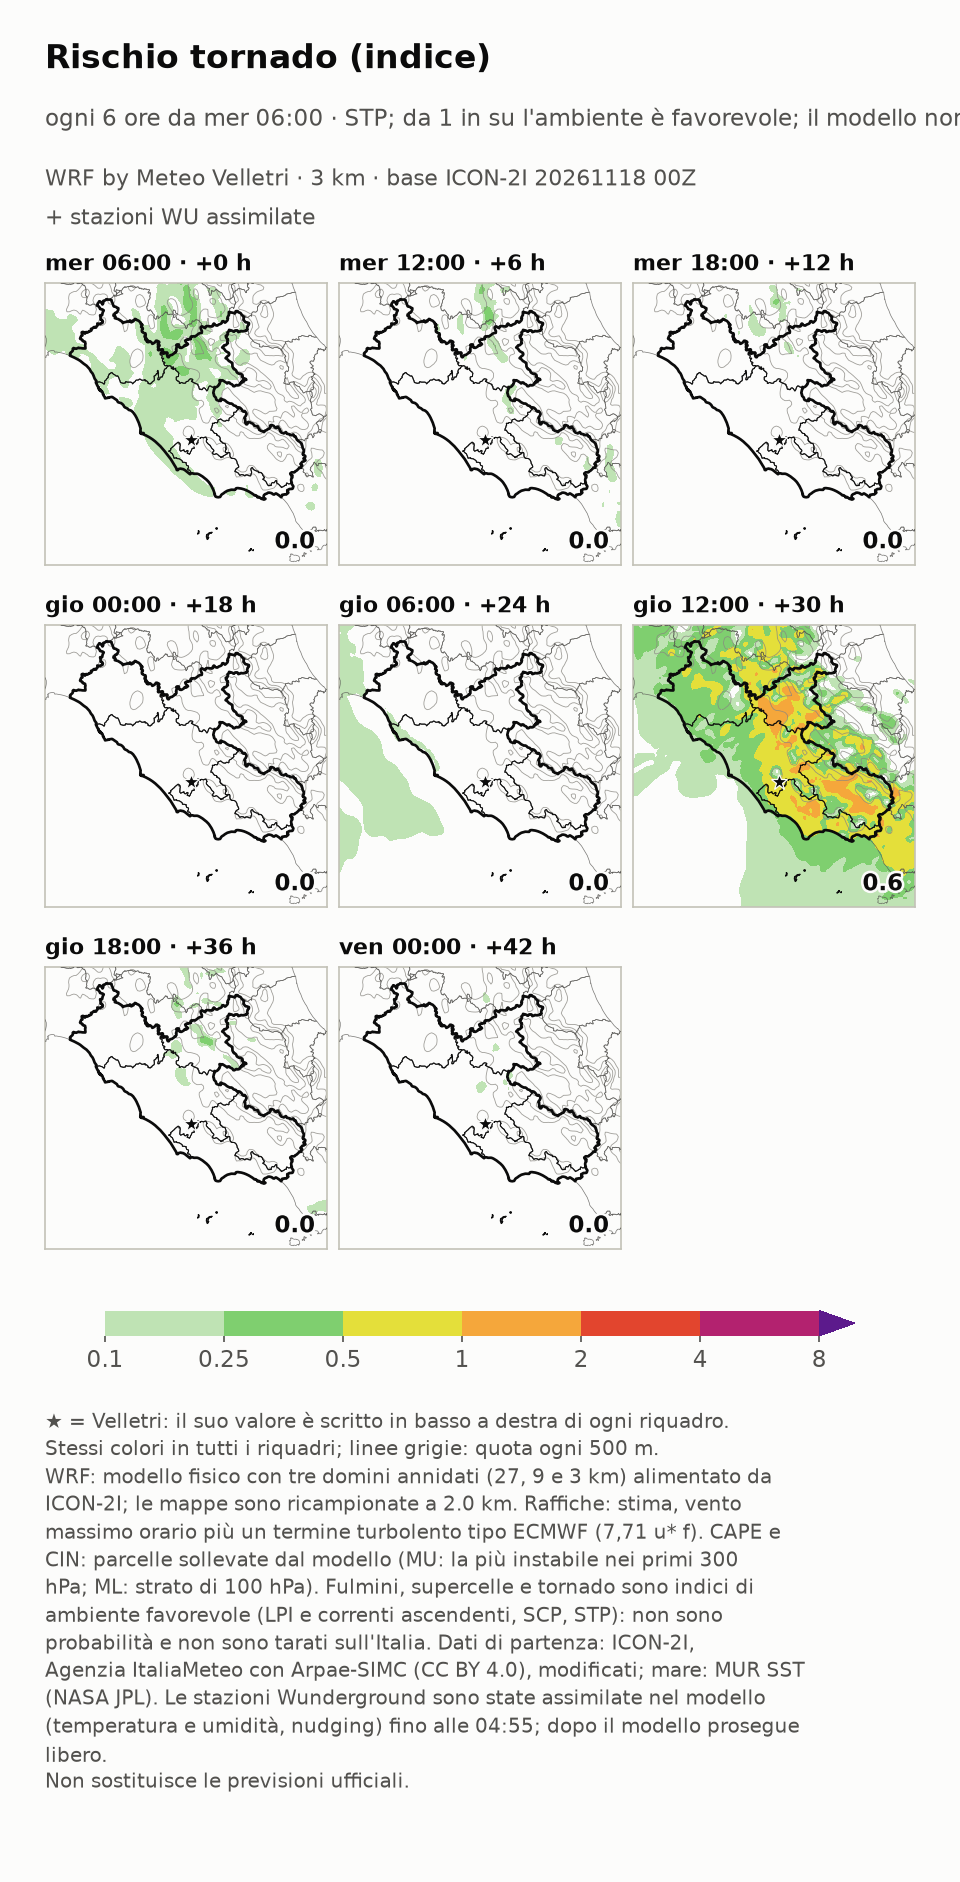 Rischio tornado (indice)
ogni 6 ore da mer 06:00 · STP; da 1 in su l'ambiente è favorevole; il modello
WRF by Meteo Velletri · 3 km · base ICON-2I 20261118 00Z
+ stazioni WU assimilate
mer 06:00 · +0 h
0.0
mer 12:00 · +6 h
0.0
mer 18:00 · +12 h
0.0
gio 00:00 · +18 h
0.0
gio 06:00 · +24 h
0.0
gio 12:00 · +30 h
0.6
gio 18:00 · +36 h
0.0
ven 00:00 · +42 h
0.0
0.1 0.25 0.5 1 2 4 8
★ = Velletri: il suo valore è scritto in basso a destra di ogni riquadro.
Stessi colori in tutti i riquadri; linee grigie: quota ogni 500 m.
WRF: modello fisico con tre domini annidati (27, 9 e 3 km) alimentato da
ICON-2I; le mappe sono ricampionate a 2.0 km. Raffiche: stima, vento
massimo orario più un termine turbolento tipo ECMWF (7,71 u* f). CAPE e
CIN: parcelle sollevate dal modello (MU: la più instabile nei primi 300
hPa; ML: strato di 100 hPa). Fulmini, supercelle e tornado sono indici di
ambiente favorevole (LPI e correnti ascendenti, SCP, STP): non sono
probabilità e non sono tarati sull'Italia. Dati di partenza: ICON-2I,
Agenzia ItaliaMeteo con Arpae-SIMC (CC BY 4.0), modificati; mare: MUR SST
(NASA JPL). Le stazioni Wunderground sono state assimilate nel modello
(temperatura e umidità, nudging) fino alle 04:55; dopo il modello prosegue
libero.
Non sostituisce le previsioni ufficiali.